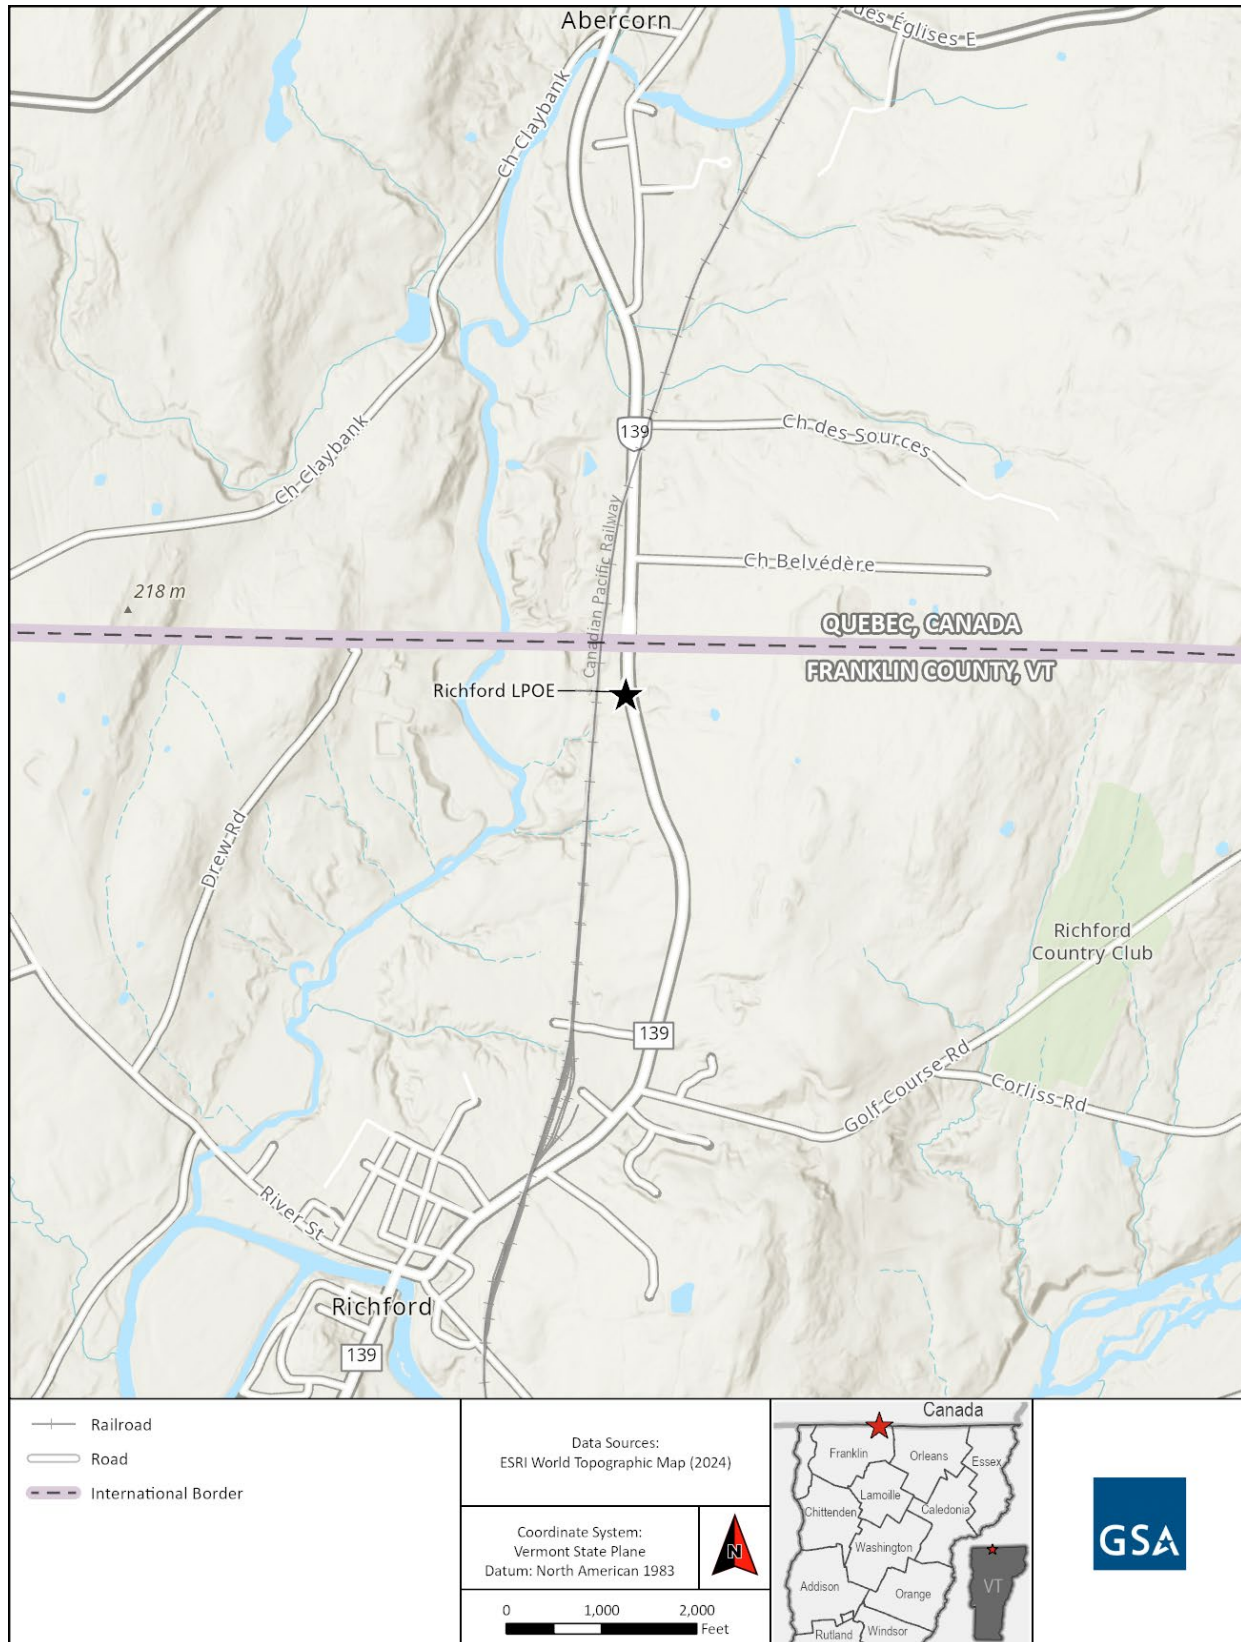 Abercorn
des Églises E
Ch Claybank
139
Ch des Sources
Ch Claybank
Canadian Pacific Railway
Ch Belvédère
218 m
QUEBEC, CANADA
FRANKLIN COUNTY, VT
Richford LPOE
Drew Rd
Richford
Country Club
139
Golf Course Rd
Corliss Rd
River St
Richford
139
Railroad
Road
International Border
Data Sources:
ESRI World Topographic Map (2024)
Coordinate System:
Vermont State Plane
Datum: North American 1983
N
0 1,000 2,000
Feet
Canada
Franklin
Orleans
Essex
Lamoille
Chittenden
Caledonia
Washington
Addison
Orange
Rutland
Windsor
VT
GSA